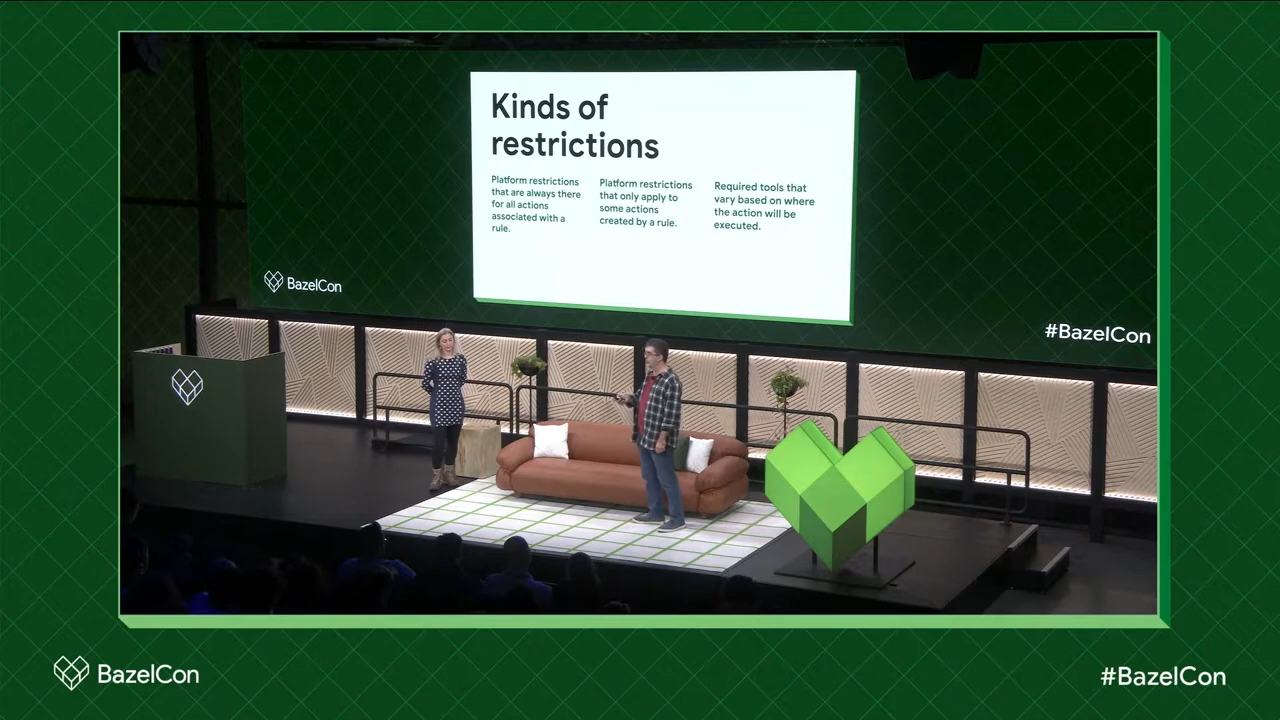 Kinds of
restrictions
Platform restrictions
that are always there
for all actions
associated with a
rule.
Platform restrictions
that only apply to
some actions
created by a rule.
Required tools that
vary based on where
the action will be
executed.
BazelCon
#BazelCon
BazelCon
#BazelCon